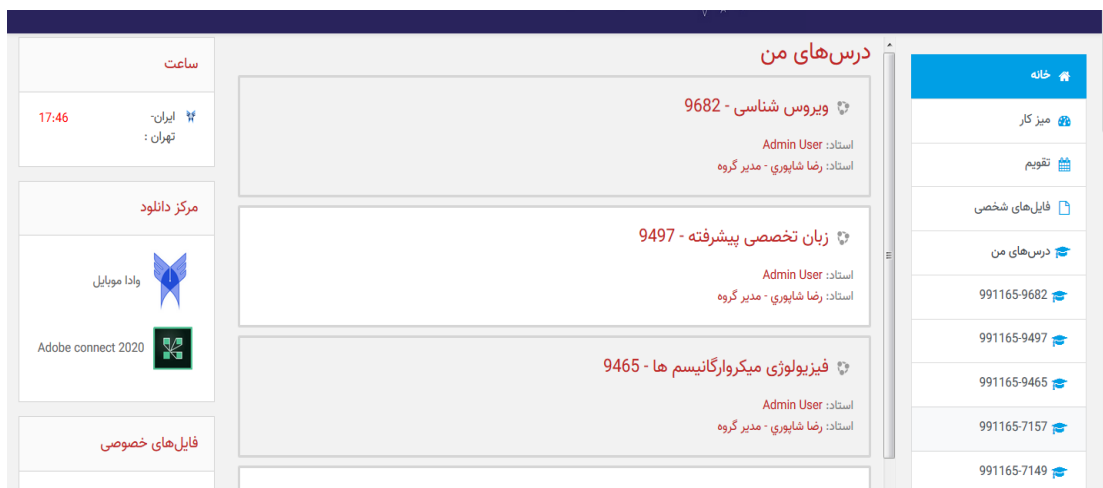 خانه
میز کار
تقویم
فایل‌های شخصی
درس‌های من
991165-9682
991165-9497
991165-9465
991165-7157
991165-7149
درس‌های من
ویروس شناسی - 9682
استاد: Admin User
استاد: رضا شاپوري - مدیر گروه
زبان تخصصی پیشرفته - 9497
استاد: Admin User
استاد: رضا شاپوري - مدیر گروه
فیزیولوژی میکروارگانیسم ها - 9465
استاد: Admin User
استاد: رضا شاپوري - مدیر گروه
ساعت
ایران- 17:46
تهران :
مرکز دانلود
وادا موبایل
Adobe connect 2020
فایل‌های خصوصی